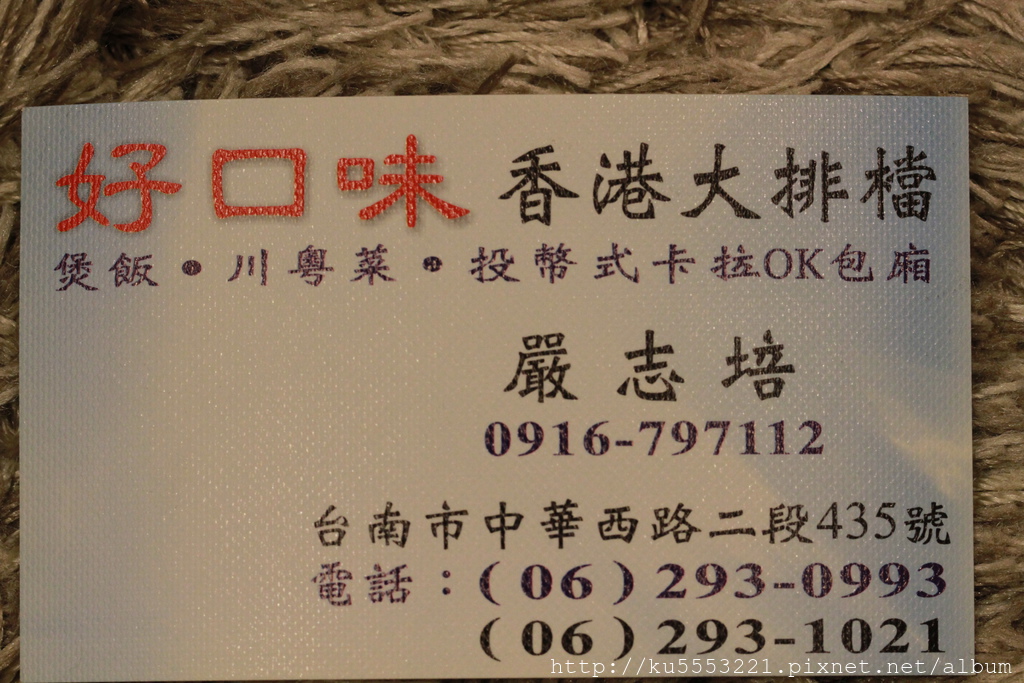 好口味 香港大排檔
煲飯•川粵菜•投幣式卡拉OK包廂
嚴志培
0916-797112
台南市中華西路二段435號
電話:(06)293-0993
(06)293-1021
http://ku5553221.pixnet.net/album